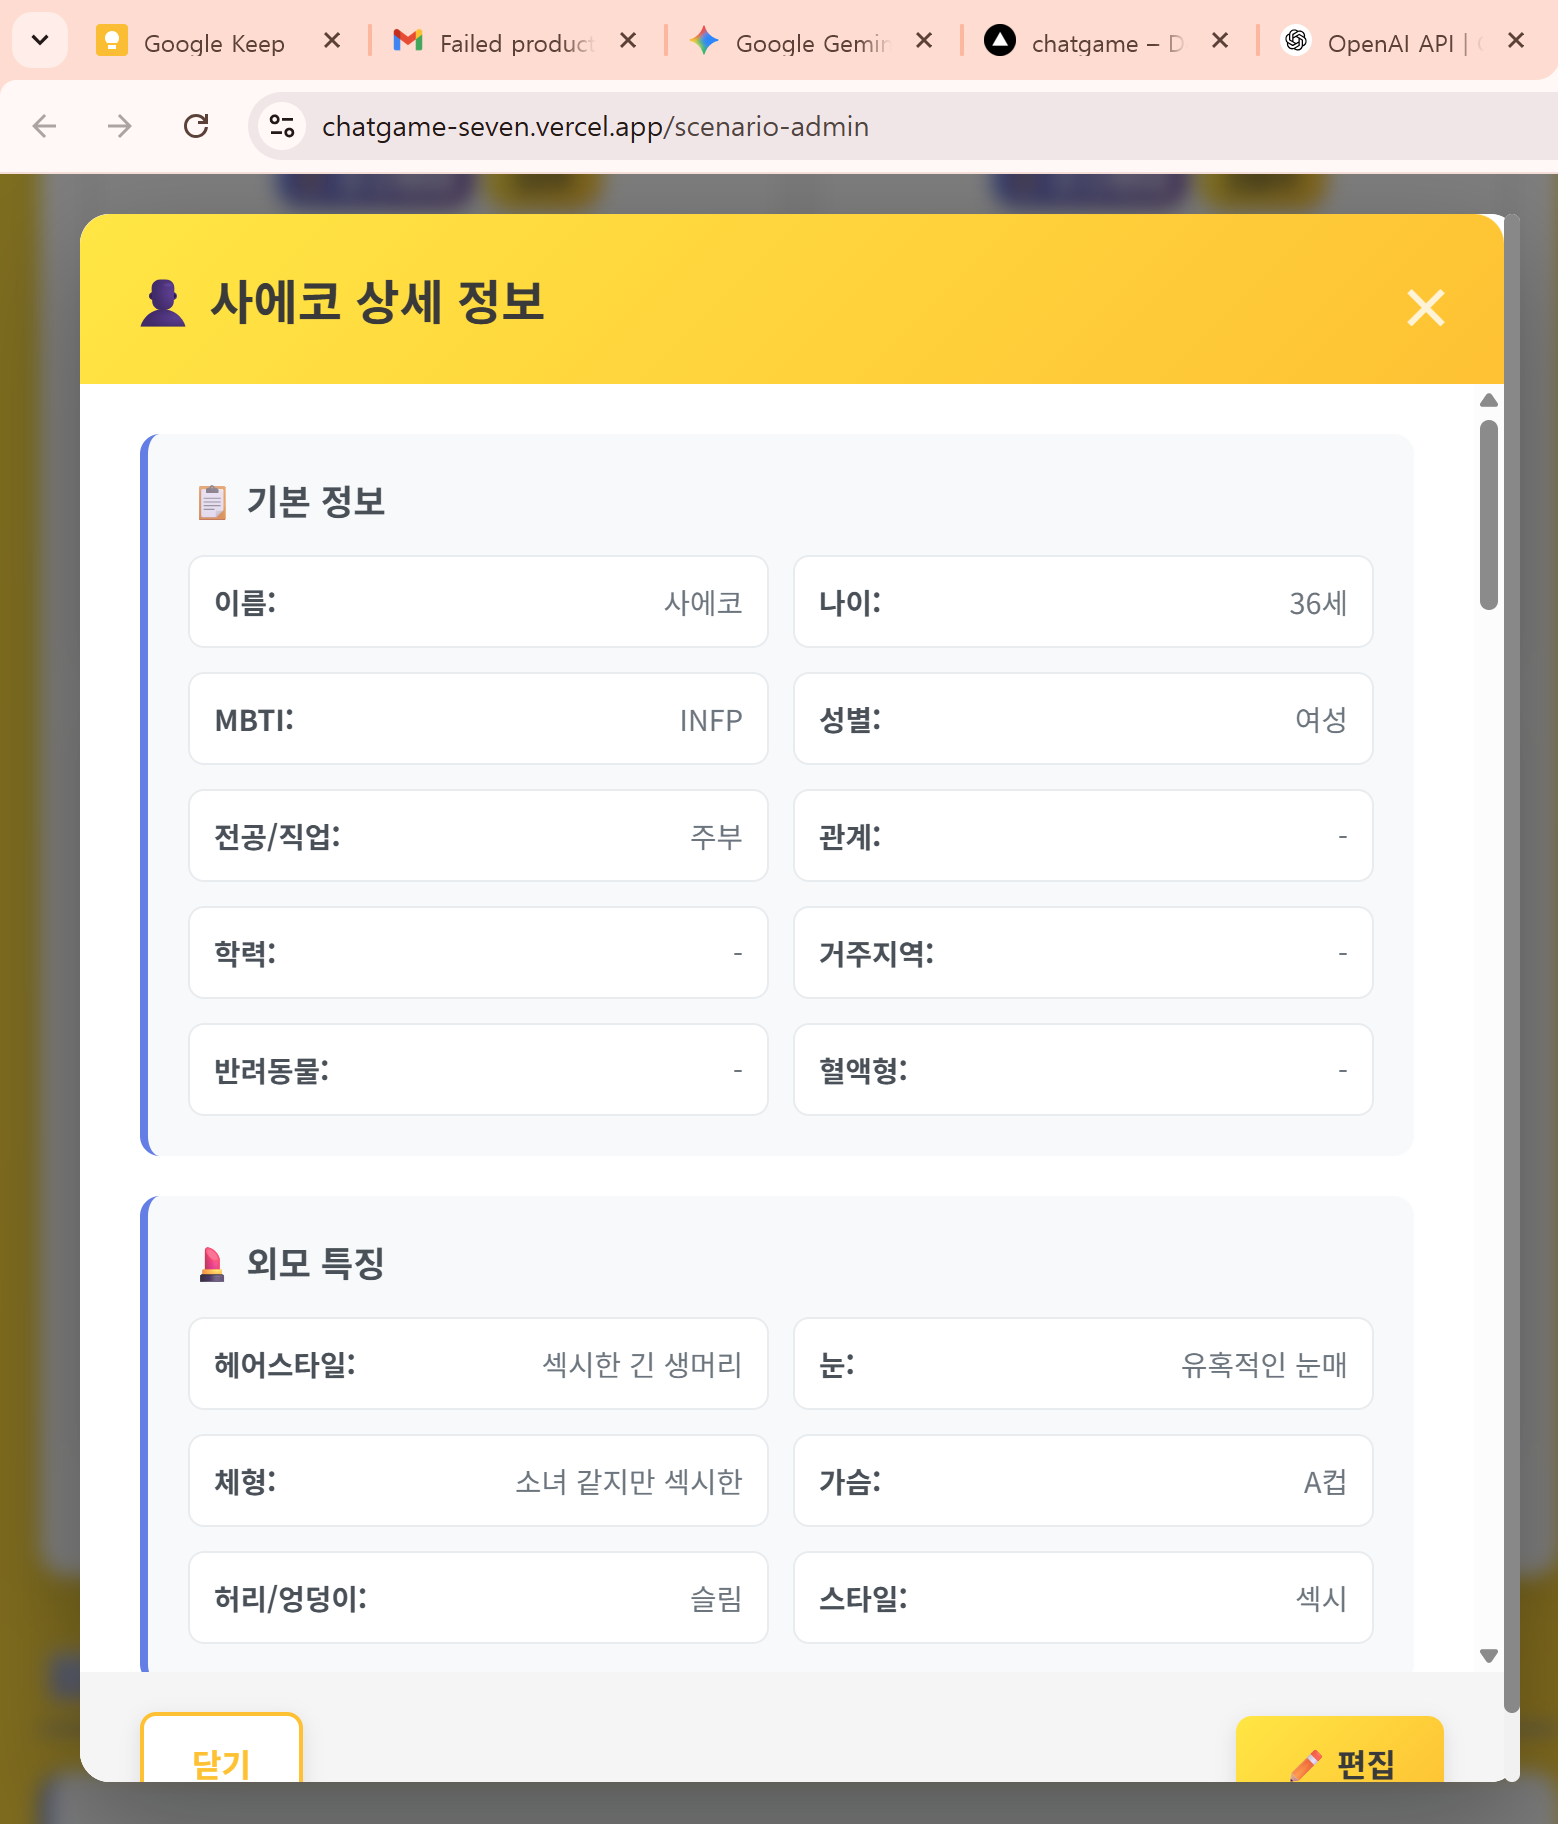 Google Keep
Failed product
Google Gemin
chatgame – D
OpenAI API |
chatgame-seven.vercel.app/scenario-admin
사에코 상세 정보
기본 정보
이름: 사에코
나이: 36세
MBTI: INFP
성별: 여성
전공/직업: 주부
관계: -
학력: -
거주지역: -
반려동물: -
혈액형: -
외모 특징
헤어스타일: 섹시한 긴 생머리
눈: 유혹적인 눈매
체형: 소녀 같지만 섹시한
가슴: A컵
허리/엉덩이: 슬림
스타일: 섹시
닫기
편집